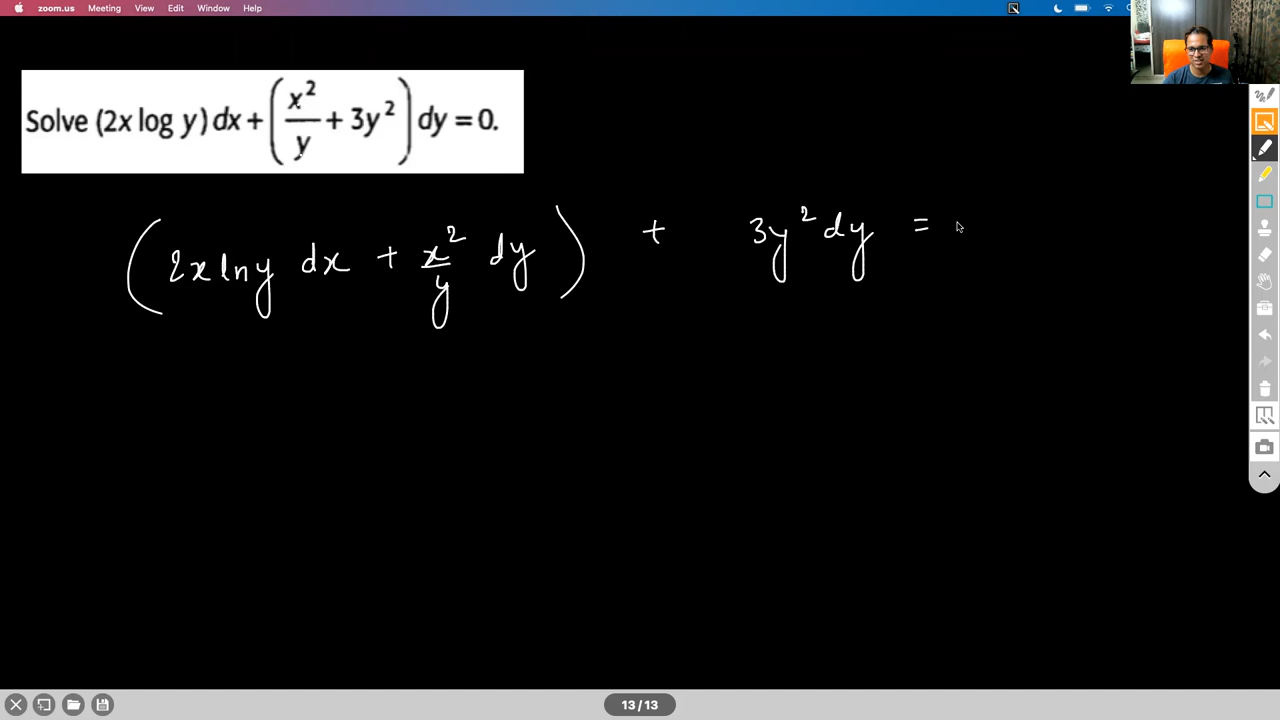 zoom.us Meeting View Edit Window Help
Solve (2x log y) dx + (x²/y + 3y²) dy = 0.
(2x ln y dx + x²/y dy) + 3y² dy =
13/13